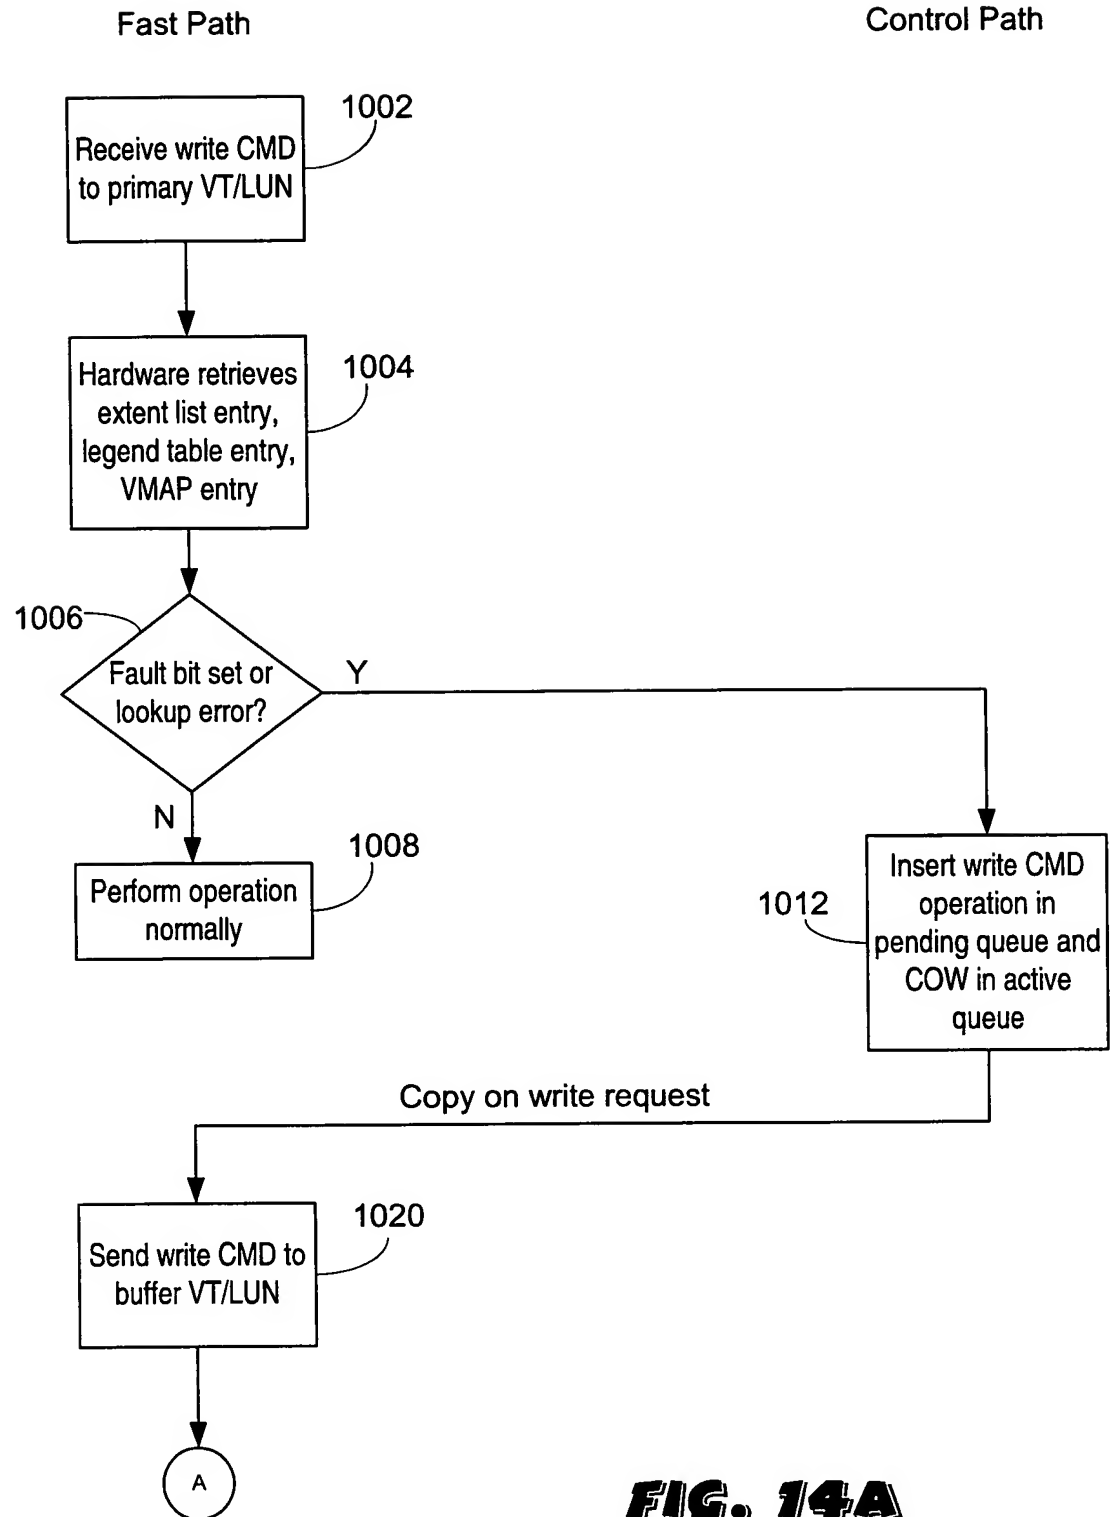 Fast Path
Control Path
1002
Receive write CMD
to primary VT/LUN
1004
Hardware retrieves
extent list entry,
legend table entry,
VMAP entry
1006
Fault bit set or
lookup error?
Y
N
1008
Perform operation
normally
1012
Insert write CMD
operation in
pending queue and
COW in active
queue
Copy on write request
1020
Send write CMD to
buffer VT/LUN
A
FIG. 14A